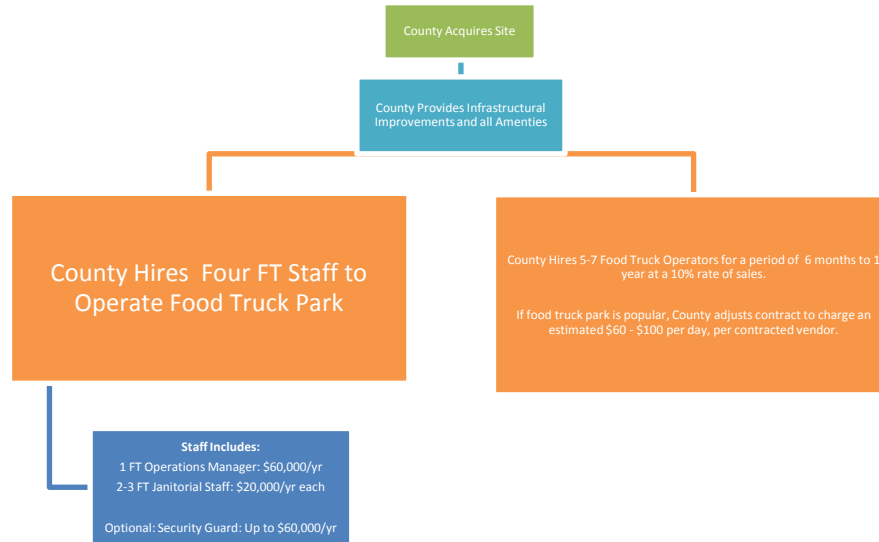 County Acquires Site
County Provides Infrastructural
Improvements and all Amenties
County Hires Four FT Staff to
Operate Food Truck Park
County Hires 5-7 Food Truck Operators for a period of 6 months to 1
year at a 10% rate of sales.
If food truck park is popular, County adjusts contract to charge an
estimated $60 - $100 per day, per contracted vendor.
Staff Includes:
1 FT Operations Manager: $60,000/yr
2-3 FT Janitorial Staff: $20,000/yr each
Optional: Security Guard: Up to $60,000/yr